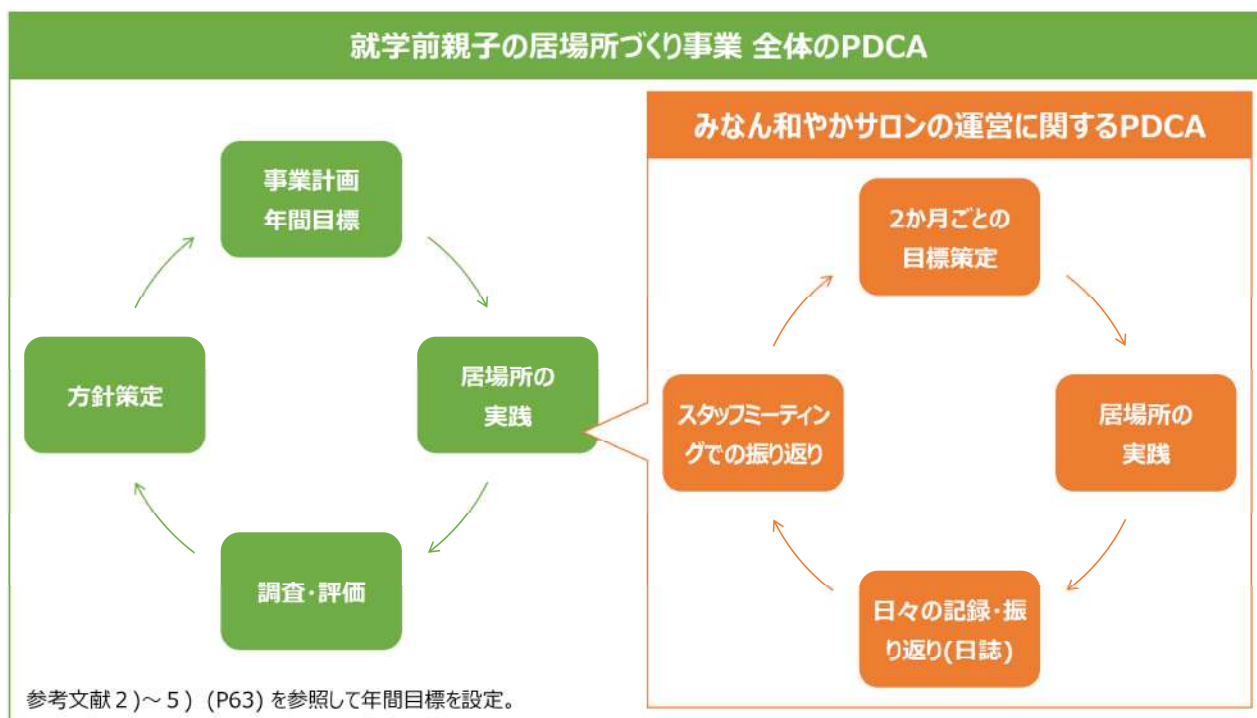 就学前親子の居場所づくり事業 全体のPDCA
事業計画
年間目標
居場所の
実践
調査・評価
方針策定
みなん和やかサロンの運営に関するPDCA
2か月ごとの
目標策定
居場所の
実践
日々の記録・振
り返り(日誌)
スタッフミーティン
グでの振り返り
参考文献2)～5) (P63) を参照して年間目標を設定。